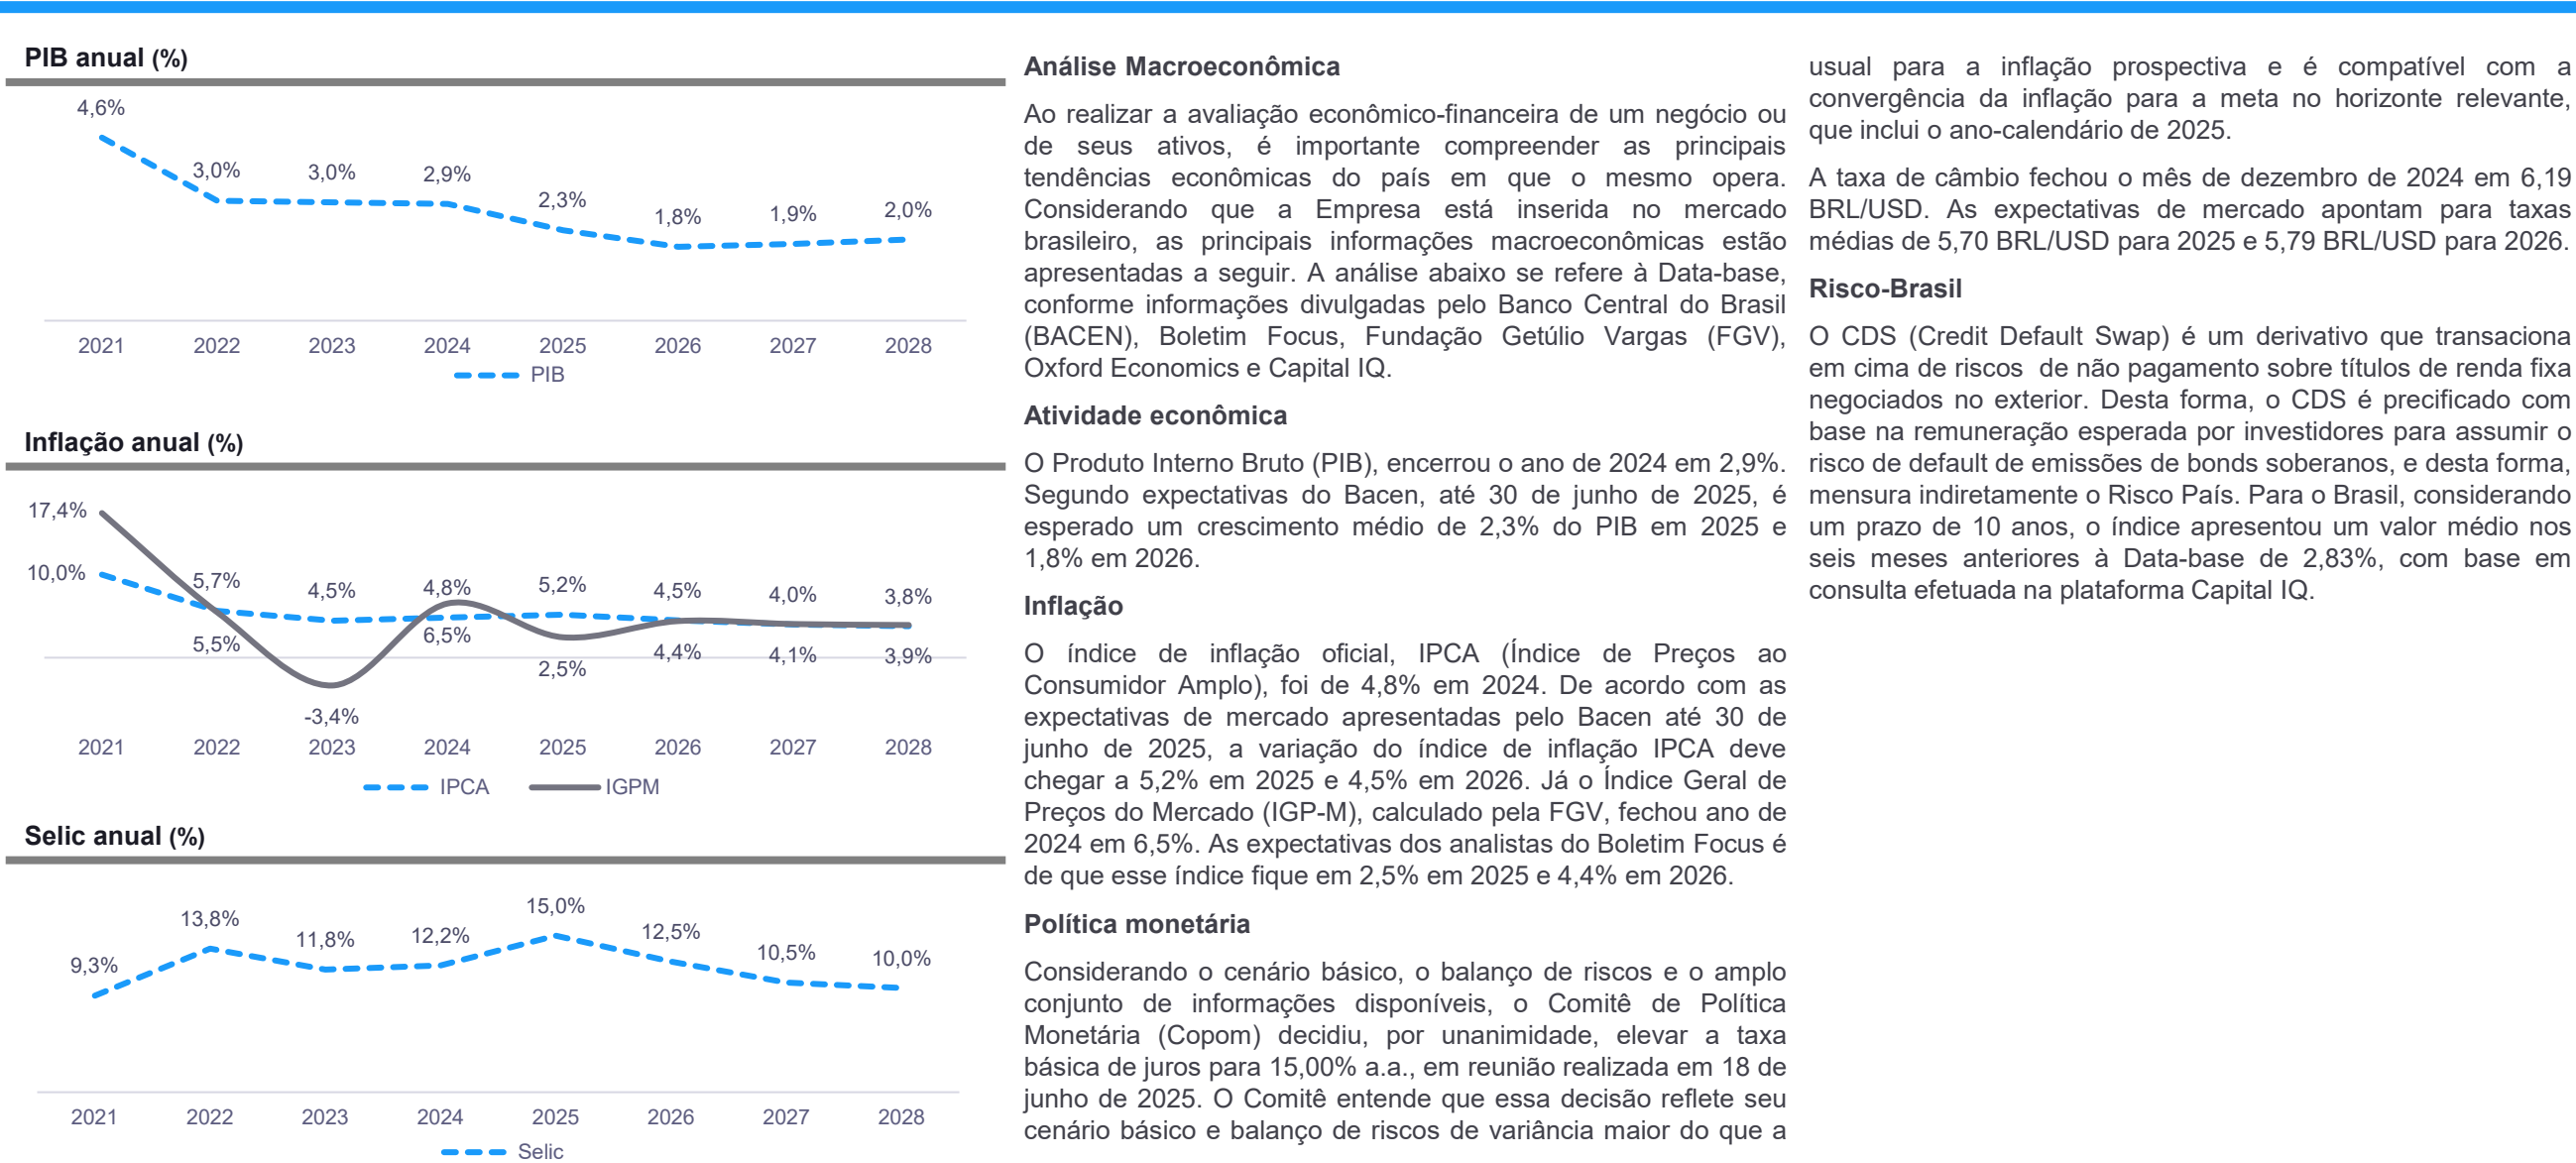 PIB anual (%)
4,6%
3,0%
3,0%
2,9%
2,3%
1,8%
1,9%
2,0%
2021 2022 2023 2024 2025 2026 2027 2028
PIB
Inflação anual (%)
17,4%
10,0%
5,7%
4,5%
4,8%
5,2%
4,5%
4,0%
3,8%
5,5%
-3,4%
6,5%
2,5%
4,4%
4,1%
3,9%
2021 2022 2023 2024 2025 2026 2027 2028
IPCA IGPM
Selic anual (%)
9,3%
13,8%
11,8%
12,2%
15,0%
12,5%
10,5%
10,0%
2021 2022 2023 2024 2025 2026 2027 2028
Selic
Análise Macroeconômica
Ao realizar a avaliação econômico-financeira de um negócio ou
de seus ativos, é importante compreender as principais
tendências econômicas do país em que o mesmo opera.
Considerando que a Empresa está inserida no mercado
brasileiro, as principais informações macroeconômicas estão
apresentadas a seguir. A análise abaixo se refere à Data-base,
conforme informações divulgadas pelo Banco Central do Brasil
(BACEN), Boletim Focus, Fundação Getúlio Vargas (FGV),
Oxford Economics e Capital IQ.
Atividade econômica
O Produto Interno Bruto (PIB), encerrou o ano de 2024 em 2,9%.
Segundo expectativas do Bacen, até 30 de junho de 2025, é
esperado um crescimento médio de 2,3% do PIB em 2025 e
1,8% em 2026.
Inflação
O índice de inflação oficial, IPCA (Índice de Preços ao
Consumidor Amplo), foi de 4,8% em 2024. De acordo com as
expectativas de mercado apresentadas pelo Bacen até 30 de
junho de 2025, a variação do índice de inflação IPCA deve
chegar a 5,2% em 2025 e 4,5% em 2026. Já o Índice Geral de
Preços do Mercado (IGP-M), calculado pela FGV, fechou ano de
2024 em 6,5%. As expectativas dos analistas do Boletim Focus é
de que esse índice fique em 2,5% em 2025 e 4,4% em 2026.
Política monetária
Considerando o cenário básico, o balanço de riscos e o amplo
conjunto de informações disponíveis, o Comitê de Política
Monetária (Copom) decidiu, por unanimidade, elevar a taxa
básica de juros para 15,00% a.a., em reunião realizada em 18 de
junho de 2025. O Comitê entende que essa decisão reflete seu
cenário básico e balanço de riscos de variância maior do que a
usual para a inflação prospectiva e é compatível com a
convergência da inflação para a meta no horizonte relevante,
que inclui o ano-calendário de 2025.
A taxa de câmbio fechou o mês de dezembro de 2024 em 6,19
BRL/USD. As expectativas de mercado apontam para taxas
médias de 5,70 BRL/USD para 2025 e 5,79 BRL/USD para 2026.
Risco-Brasil
O CDS (Credit Default Swap) é um derivativo que transaciona
em cima de riscos de não pagamento sobre títulos de renda fixa
negociados no exterior. Desta forma, o CDS é precificado com
base na remuneração esperada por investidores para assumir o
risco de default de emissões de bonds soberanos, e desta forma,
mensura indiretamente o Risco País. Para o Brasil, considerando
um prazo de 10 anos, o índice apresentou um valor médio nos
seis meses anteriores à Data-base de 2,83%, com base em
consulta efetuada na plataforma Capital IQ.